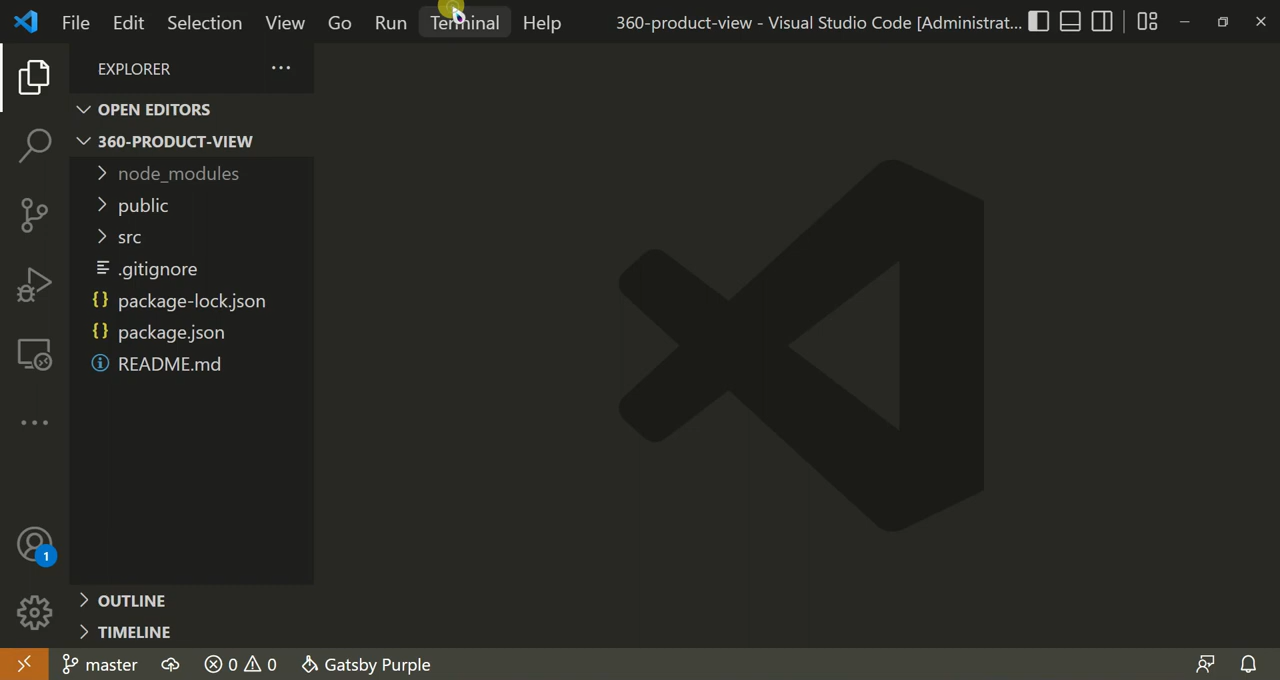 File Edit Selection View Go Run Terminal Help 360-product-view - Visual Studio Code [Administrat...
EXPLORER
OPEN EDITORS
360-PRODUCT-VIEW
node_modules
public
src
.gitignore
package-lock.json
package.json
README.md
1
OUTLINE
TIMELINE
master 0 0 Gatsby Purple